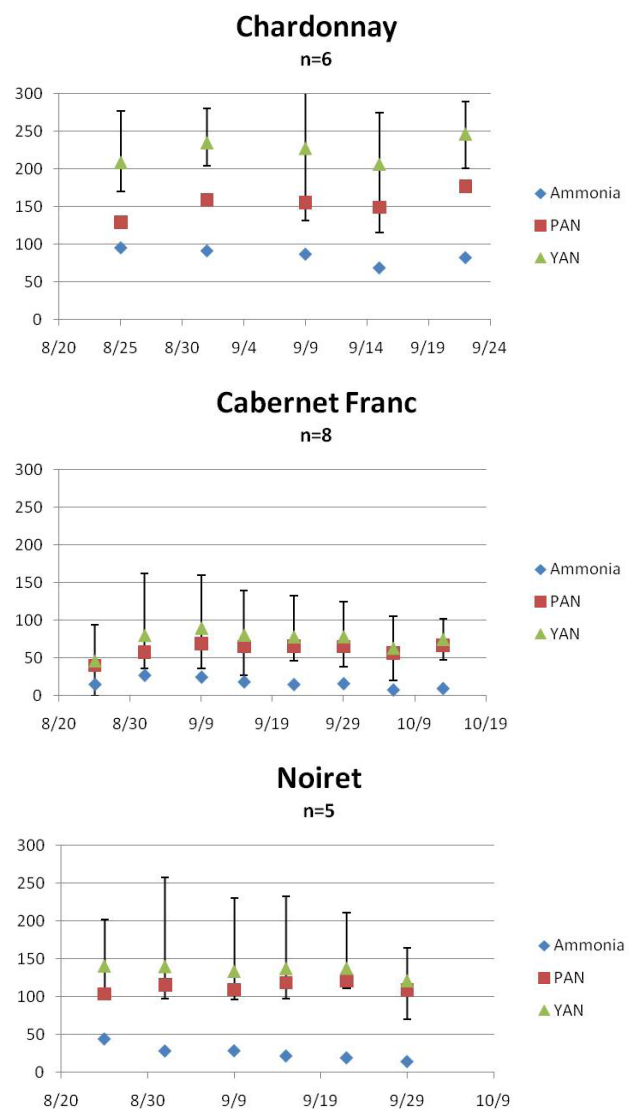 Chardonnay
n=6
300
250
200
150
100
50
0
8/20 8/25 8/30 9/4 9/9 9/14 9/19 9/24
Ammonia
PAN
YAN
Cabernet Franc
n=8
300
250
200
150
100
50
0
8/20 8/30 9/9 9/19 9/29 10/9 10/19
Ammonia
PAN
YAN
Noiret
n=5
300
250
200
150
100
50
0
8/20 8/30 9/9 9/19 9/29 10/9
Ammonia
PAN
YAN